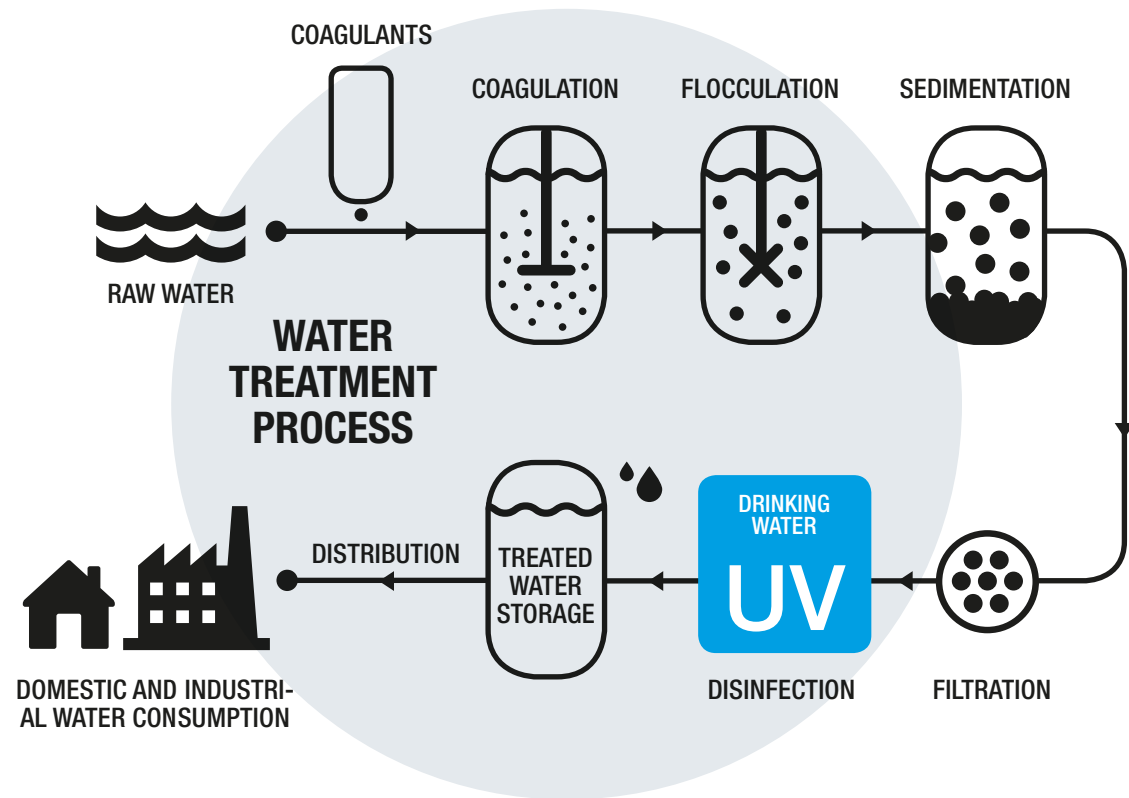 COAGULANTS
COAGULATION
FLOCCULATION
SEDIMENTATION
RAW WATER
WATER
TREATMENT
PROCESS
DRINKING
WATER
UV
DISTRIBUTION
TREATED
WATER
STORAGE
DOMESTIC AND INDUSTRI-
AL WATER CONSUMPTION
DISINFECTION
FILTRATION